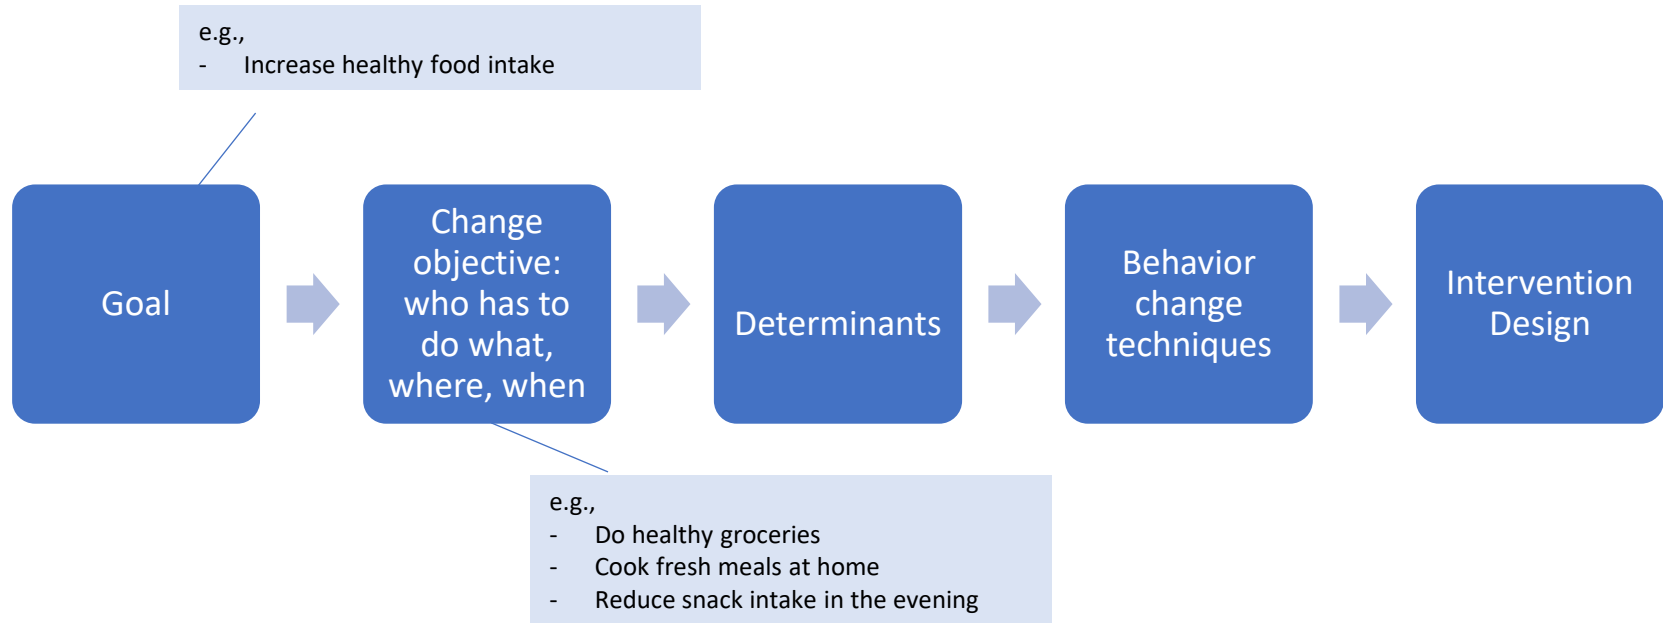 e.g.,
- Increase healthy food intake
Goal
Change
objective:
who has to
do what,
where, when
Determinants
Behavior
change
techniques
Intervention
Design
e.g.,
- Do healthy groceries
- Cook fresh meals at home
- Reduce snack intake in the evening